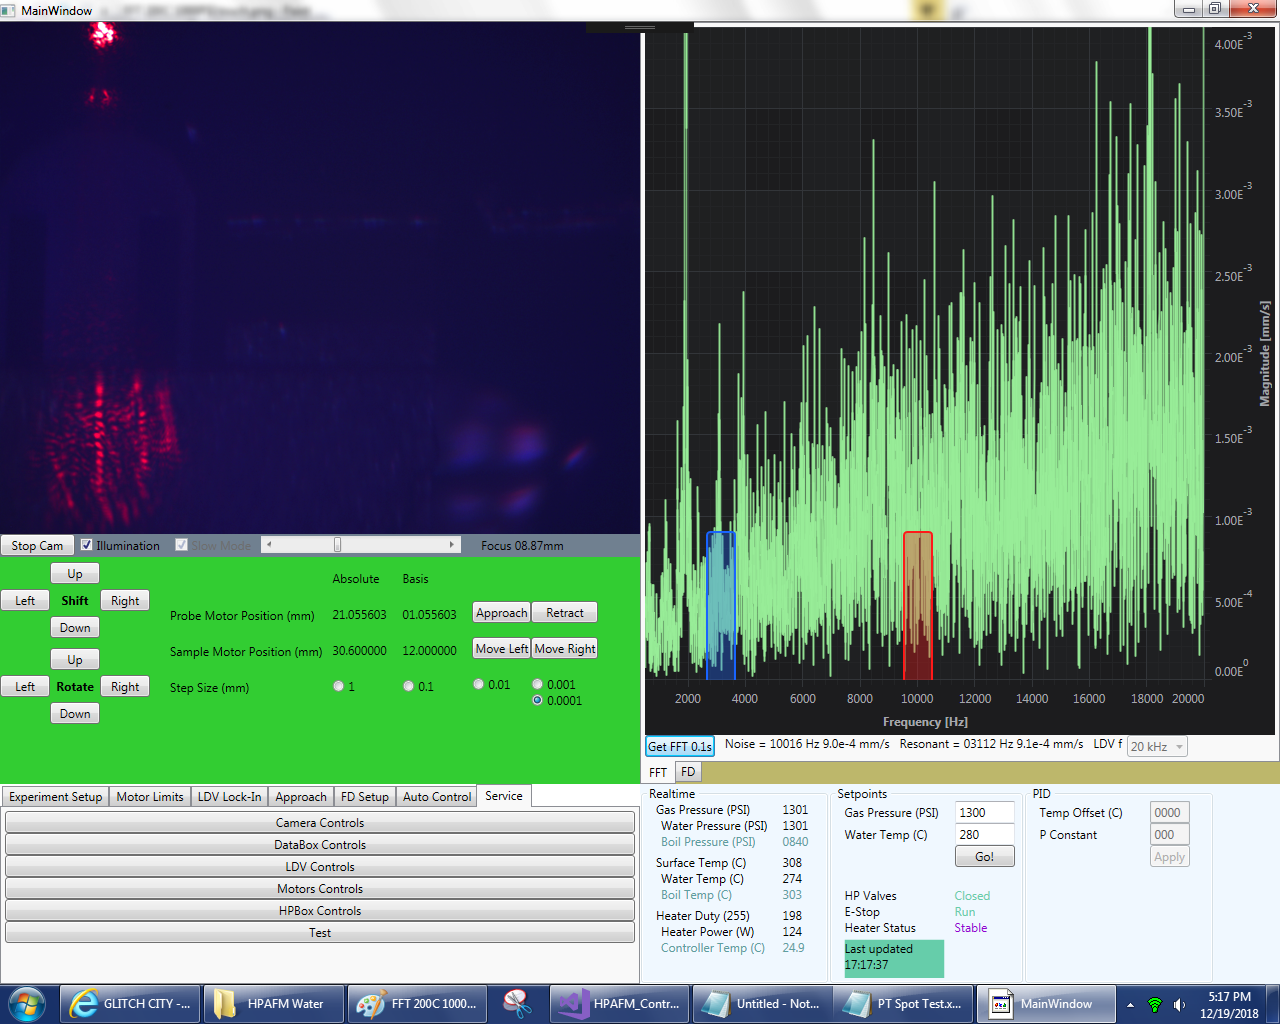 MainWindow
4.00E-3
3.50E-3
3.00E-3
2.50E-3
2.00E-3
1.50E-3
1.00E-3
5.00E-4
0.00E0
Magnitude [mm/s]
2000 4000 6000 8000 10000 12000 14000 16000 18000 20000
Frequency [Hz]
Stop Cam Illumination Slow Mode Focus 08.87mm
Get FFT 0.1s Noise = 10016 Hz 9.0e-4 mm/s Resonant = 03112 Hz 9.1e-4 mm/s LDV f 20 kHz
FFT FD
Up
Left Shift Right
Down
Up
Left Rotate Right
Down
Absolute Basis
Probe Motor Position (mm) 21.055603 01.055603 Approach Retract
Sample Motor Position (mm) 30.600000 12.000000 Move Left Move Right
Step Size (mm) 1 0.1 0.01 0.001
0.0001
Experiment Setup Motor Limits LDV Lock-In Approach FD Setup Auto Control Service
Camera Controls
DataBox Controls
LDV Controls
Motors Controls
HPBox Controls
Test
Realtime
Gas Pressure (PSI) 1301
Water Pressure (PSI) 1301
Boil Pressure (PSI) 0840
Surface Temp (C) 308
Water Temp (C) 274
Boil Temp (C) 303
Heater Duty (255) 198
Heater Power (W) 124
Controller Temp (C) 24.9
Setpoints
Gas Pressure (PSI) 1300
Water Temp (C) 280
Go!
HP Valves Closed
E-Stop Run
Heater Status Stable
Last updated
17:17:37
PID
Temp Offset (C) 0000
P Constant 000
Apply
GLITCH CITY -... HPAFM Water FFT 200C 1000... HPAFM_Contr... Untitled - Not... PT Spot Test.x... MainWindow
5:17 PM
12/19/2018